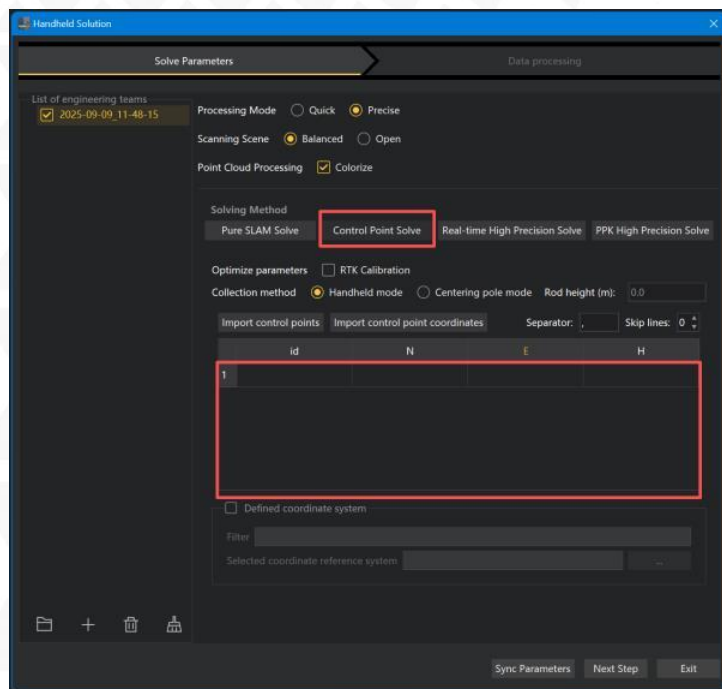 Handheld Solution
Solve Parameters
Data processing
List of engineering teams
2025-09-09_11-48-15
Processing Mode Quick Precise
Scanning Scene Balanced Open
Point Cloud Processing Colorize
Solving Method
Pure SLAM Solve Control Point Solve Real-time High Precision Solve PPK High Precision Solve
Optimize parameters RTK Calibration
Collection method Handheld mode Centering pole mode Rod height (m): 0.0
Import control points Import control point coordinates Separator: , Skip lines: 0
id N E H
1
Defined coordinate system
Filter
Selected coordinate reference system ...
Sync Parameters Next Step Exit